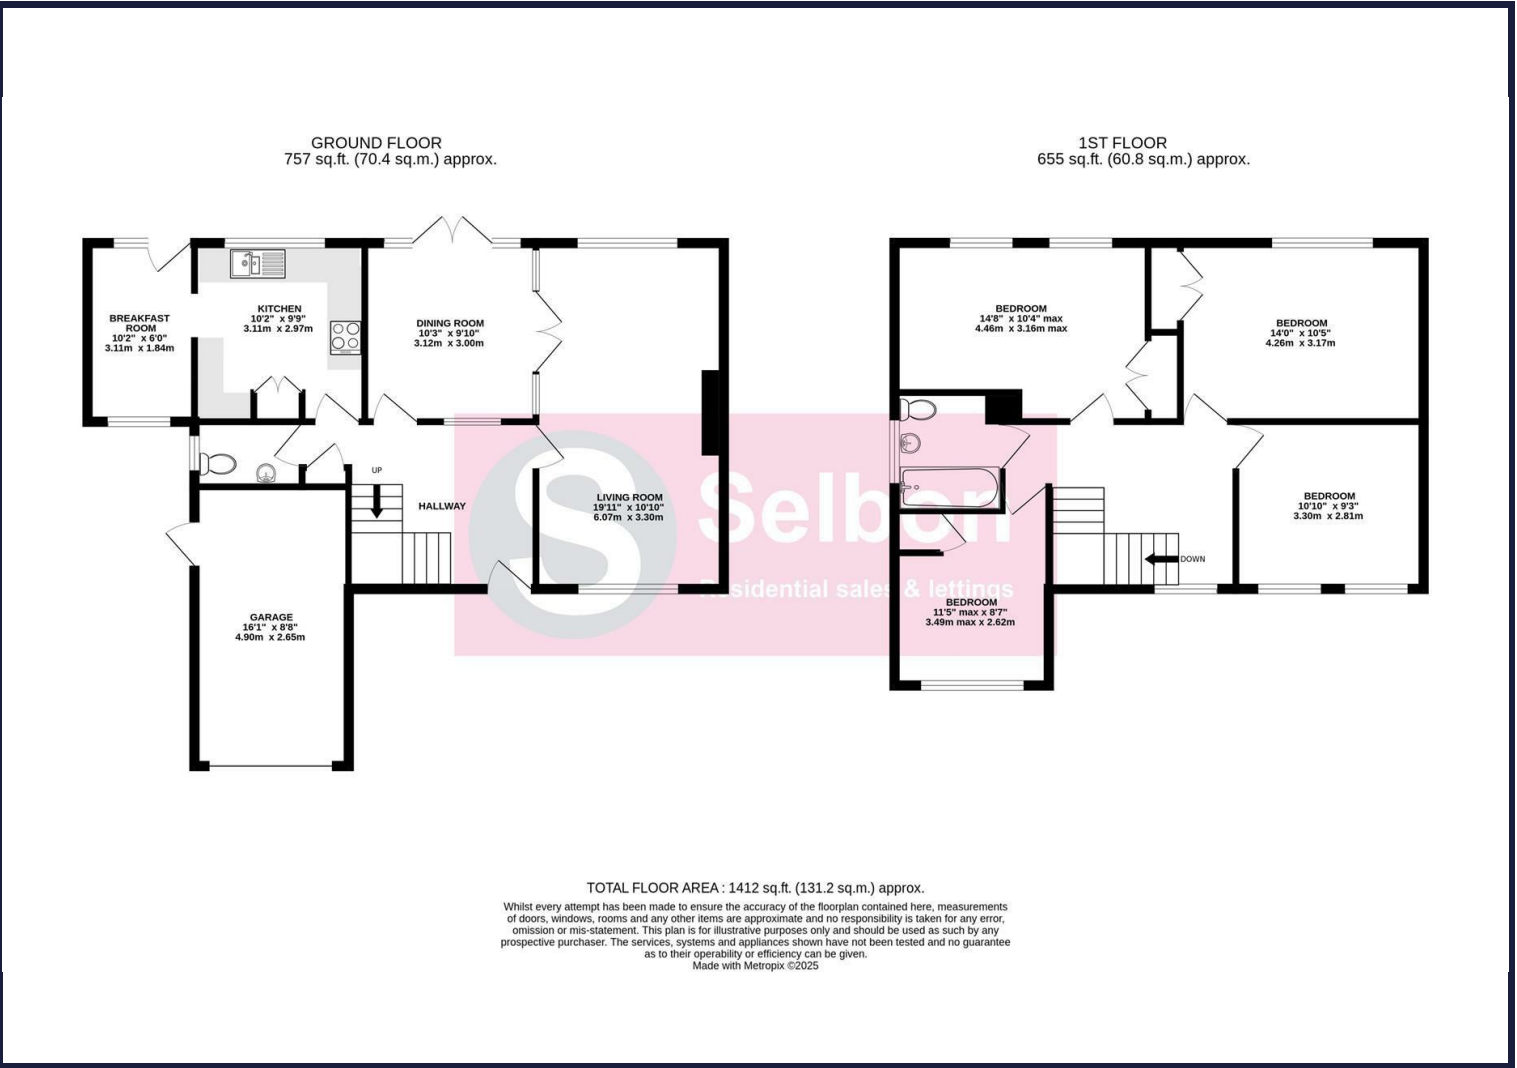 GROUND FLOOR
757 sq.ft. (70.4 sq.m.) approx.
1ST FLOOR
655 sq.ft. (60.8 sq.m.) approx.
BREAKFAST
ROOM
10'2" x 6'0"
3.11m x 1.84m
KITCHEN
10'2" x 9'9"
3.11m x 2.97m
DINING ROOM
10'3" x 9'10"
3.12m x 3.00m
UP
HALLWAY
LIVING ROOM
19'11" x 10'10"
6.07m x 3.30m
GARAGE
16'1" x 8'8"
4.90m x 2.65m
BEDROOM
14'8" x 10'4" max
4.46m x 3.16m max
BEDROOM
14'0" x 10'5"
4.26m x 3.17m
BEDROOM
10'10" x 9'3"
3.30m x 2.81m
DOWN
BEDROOM
11'5" max x 8'7"
3.49m max x 2.62m
S
Selbon
Residential sales & lettings
TOTAL FLOOR AREA : 1412 sq.ft. (131.2 sq.m.) approx.
Whilst every attempt has been made to ensure the accuracy of the floorplan contained here, measurements
of doors, windows, rooms and any other items are approximate and no responsibility is taken for any error,
omission or mis-statement. This plan is for illustrative purposes only and should be used as such by any
prospective purchaser. The services, systems and appliances shown have not been tested and no guarantee
as to their operability or efficiency can be given.
Made with Metropix ©2025